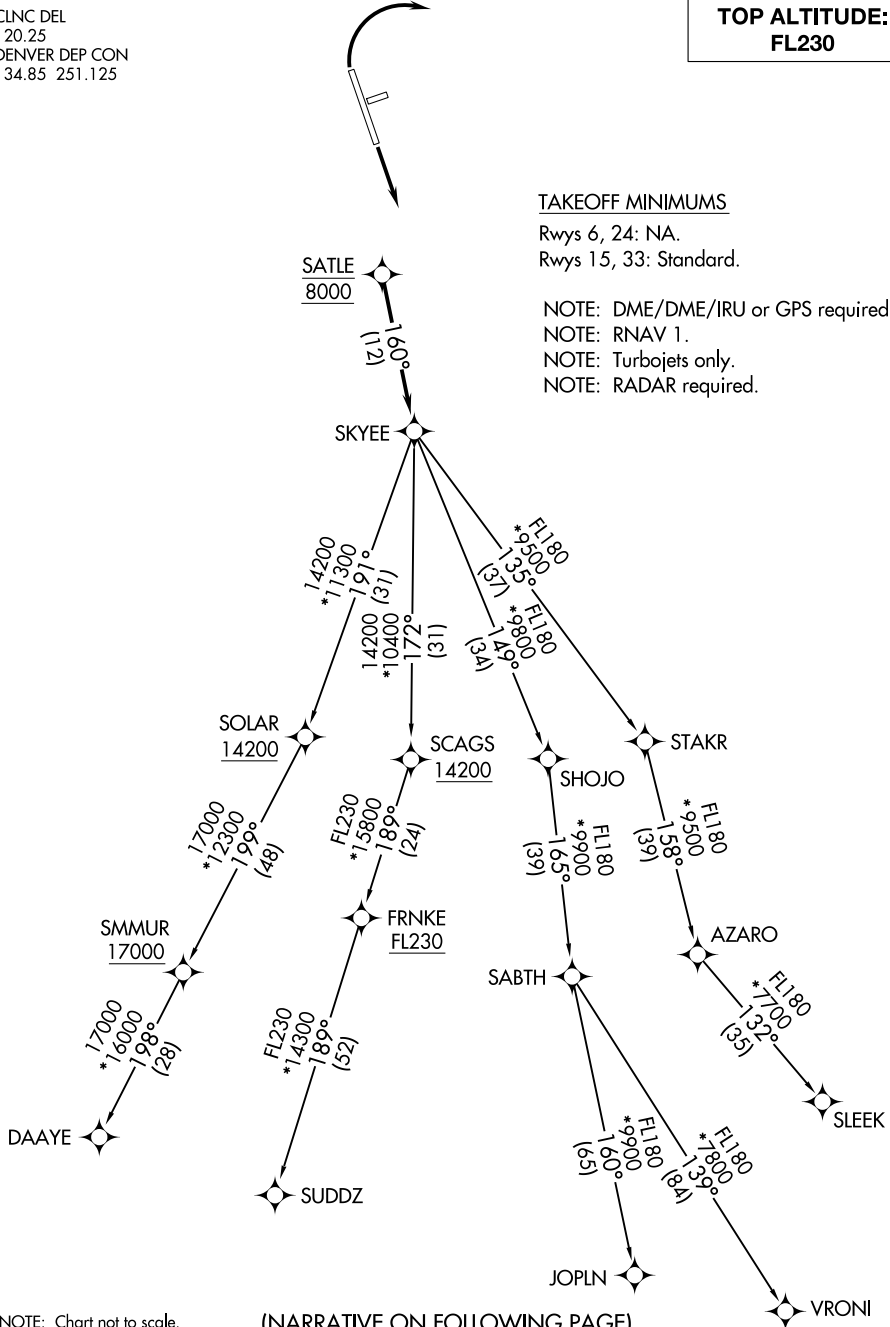 CLNC DEL
20.25
DENVER DEP CON
34.85 251.125
TOP ALTITUDE:
FL230
TAKEOFF MINIMUMS
Rwys 6, 24: NA.
Rwys 15, 33: Standard.
NOTE: DME/DME/IRU or GPS required
NOTE: RNAV 1.
NOTE: Turbojets only.
NOTE: RADAR required.
SATLE
8000
160°
(12)
SKYEE
14200
*11300
191°
(31)
14200
*10400
172°
(31)
FL180
*9800
149°
(34)
FL180
*9500
135°
(37)
SOLAR
14200
SCAGS
14200
SHOJO
STAKR
17000
*12300
199°
(48)
FL230
*15800
189°
(24)
FL180
*9900
165°
(39)
FL180
*9500
158°
(39)
SMMUR
17000
FRNKE
FL230
SABTH
AZARO
17000
*16000
198°
(28)
FL230
*14300
189°
(52)
FL180
*9900
160°
(65)
FL180
*7800
139°
(84)
FL180
*7700
132°
(35)
DAAYE
SUDDZ
JOPLN
VRONI
SLEEK
NOTE: Chart not to scale.
(NARRATIVE ON FOLLOWING PAGE)